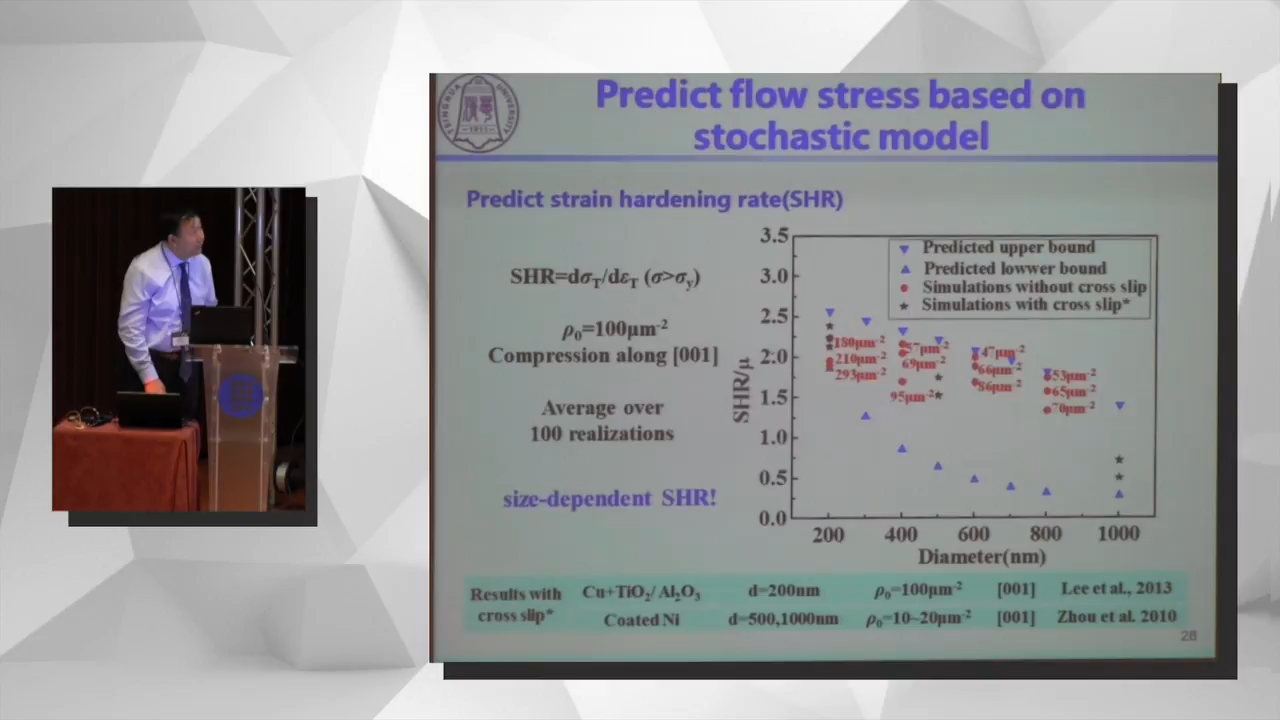 TSINGHUA UNIVERSITY
1911
Predict flow stress based on
stochastic model
Predict strain hardening rate(SHR)
SHR=dσT/dεT (σ>σy)
ρ0=100μm-2
Compression along [001]
Average over
100 realizations
size-dependent SHR!
3.5
3.0
2.5
2.0
1.5
1.0
0.5
0.0
SHR/μ
Predicted upper bound
Predicted lowwer bound
Simulations without cross slip
Simulations with cross slip*
180μm-2
210μm-2
293μm-2
57μm-2
69μm-2
95μm-2
47μm-2
66μm-2
86μm-2
53μm-2
65μm-2
70μm-2
200 400 600 800 1000
Diameter(nm)
Results with
cross slip*
Cu+TiO2/ Al2O3 d=200nm ρ0=100μm-2 [001] Lee et al., 2013
Coated Ni d=500,1000nm ρ0=10~20μm-2 [001] Zhou et al. 2010
28